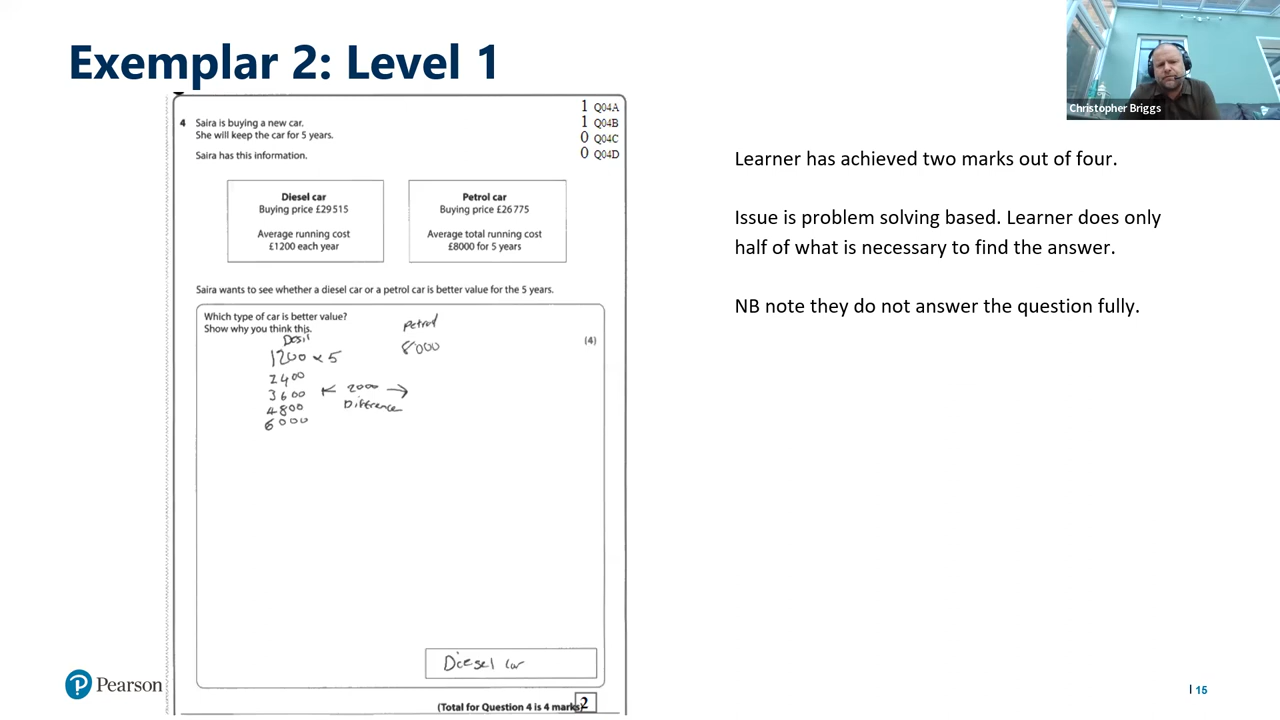 Exemplar 2: Level 1
Christopher Briggs
1 Q04A
1 Q04B
0 Q04C
0 Q04D
4 Saira is buying a new car.
She will keep the car for 5 years.
Saira has this information.
Diesel car
Buying price £29515
Average running cost
£1200 each year
Petrol car
Buying price £26775
Average total running cost
£8000 for 5 years
Saira wants to see whether a diesel car or a petrol car is better value for the 5 years.
Which type of car is better value?
Show why you think this.
(4)
Desil
1200 × 5
2400
3600
4800
6000
← 2000 →
Difference
Petrol
8000
Diesel car
(Total for Question 4 is 4 marks)
2
Learner has achieved two marks out of four.
Issue is problem solving based. Learner does only
half of what is necessary to find the answer.
NB note they do not answer the question fully.
Pearson
15